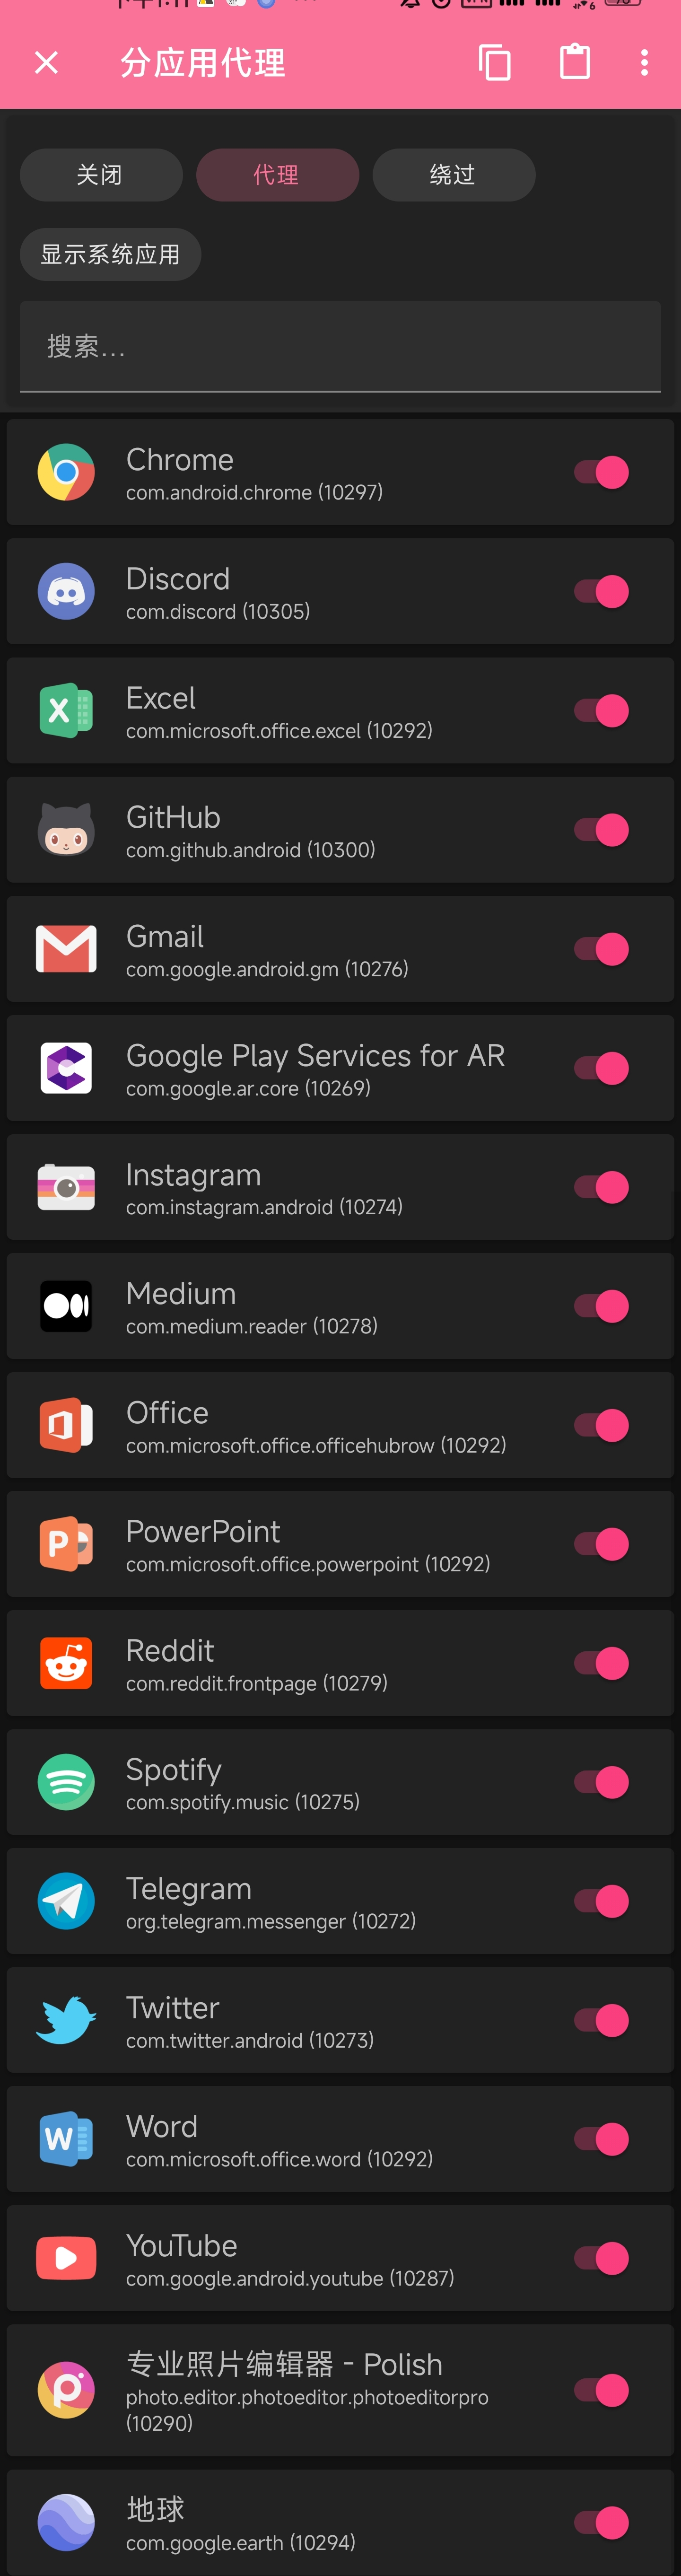 分应用代理
关闭
代理
绕过
显示系统应用
搜索...
Chrome
com.android.chrome (10297)
Discord
com.discord (10305)
Excel
com.microsoft.office.excel (10292)
GitHub
com.github.android (10300)
Gmail
com.google.android.gm (10276)
Google Play Services for AR
com.google.ar.core (10269)
Instagram
com.instagram.android (10274)
Medium
com.medium.reader (10278)
Office
com.microsoft.office.officehubrow (10292)
PowerPoint
com.microsoft.office.powerpoint (10292)
Reddit
com.reddit.frontpage (10279)
Spotify
com.spotify.music (10275)
Telegram
org.telegram.messenger (10272)
Twitter
com.twitter.android (10273)
Word
com.microsoft.office.word (10292)
YouTube
com.google.android.youtube (10287)
专业照片编辑器 - Polish
photo.editor.photoeditor.photoeditorpro
(10290)
地球
com.google.earth (10294)